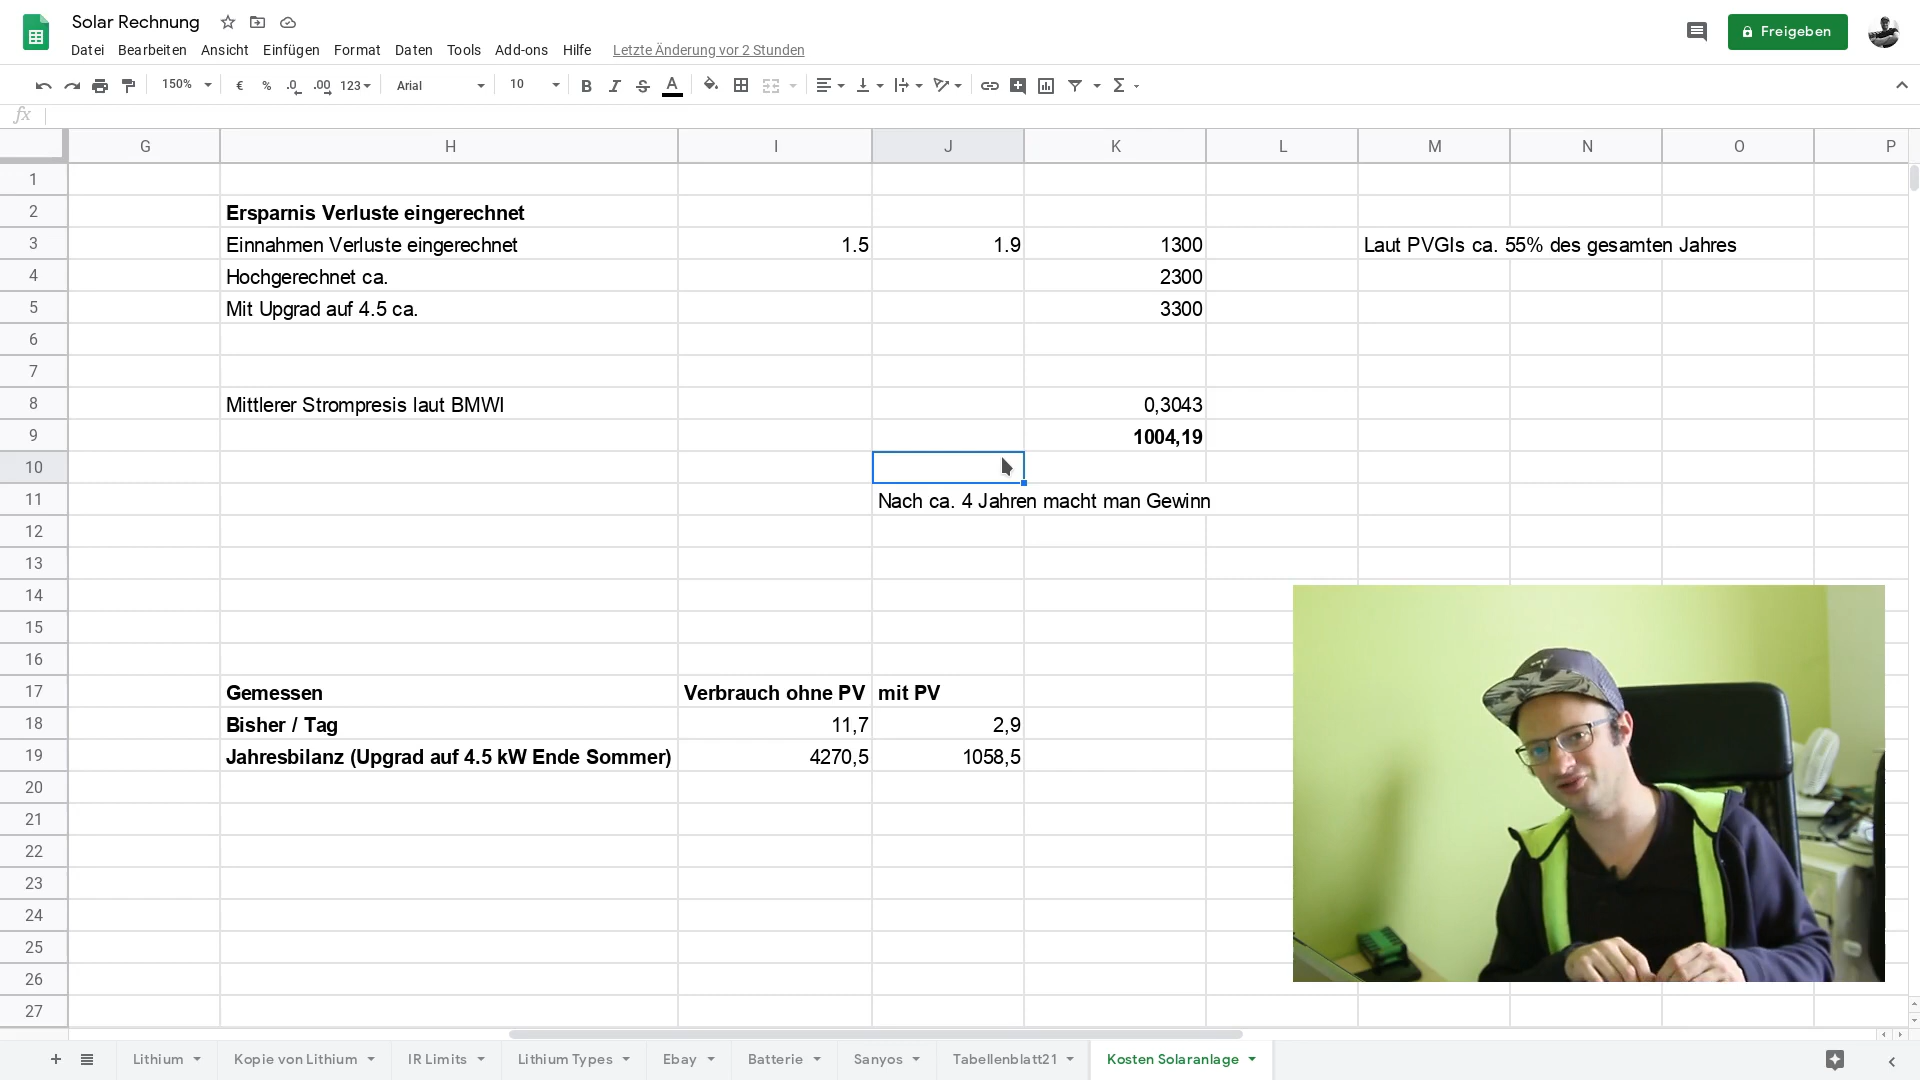 Solar Rechnung
Datei Bearbeiten Ansicht Einfügen Format Daten Tools Add-ons Hilfe Letzte Änderung vor 2 Stunden
Freigeben
150% € % .0 .00 123 Arial 10 B I S A Σ
fx
G H I J K L M N O P
1
2 Ersparnis Verluste eingerechnet
3 Einnahmen Verluste eingerechnet 1.5 1.9 1300 Laut PVGIs ca. 55% des gesamten Jahres
4 Hochgerechnet ca. 2300
5 Mit Upgrad auf 4.5 ca. 3300
6
7
8 Mittlerer Strompresis laut BMWI 0,3043
9 1004,19
10
11 Nach ca. 4 Jahren macht man Gewinn
12
13
14
15
16
17 Gemessen Verbrauch ohne PV mit PV
18 Bisher / Tag 11,7 2,9
19 Jahresbilanz (Upgrad auf 4.5 kW Ende Sommer) 4270,5 1058,5
20
21
22
23
24
25
26
27
Lithium Kopie von Lithium IR Limits Lithium Types Ebay Batterie Sanyos Tabellenblatt21 Kosten Solaranlage